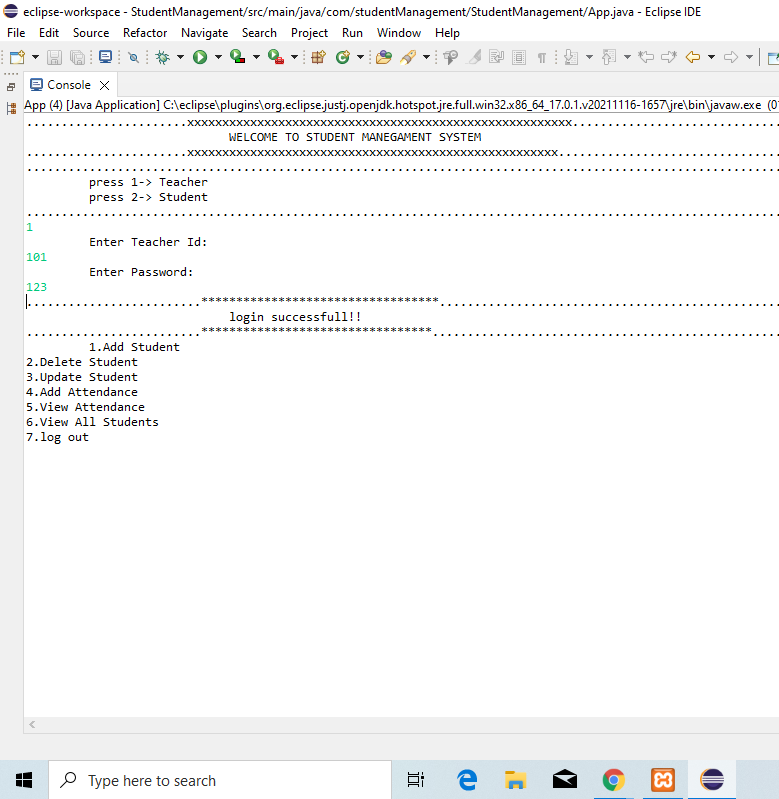 eclipse-workspace - StudentManagement/src/main/java/com/studentManagement/StudentManagement/App.java - Eclipse IDE
File Edit Source Refactor Navigate Search Project Run Window Help
Console
App (4) [Java Application] C:\eclipse\plugins\org.eclipse.justj.openjdk.hotspot.jre.full.win32.x86_64_17.0.1.v20211116-1657\jre\bin\javaw.exe (0
.......................xxxxxxxxxxxxxxxxxxxxxxxxxxxxxxxxxxxxxxxxxxxxxxxxxxxxxxx..............................
WELCOME TO STUDENT MANEGAMENT SYSTEM
.......................xxxxxxxxxxxxxxxxxxxxxxxxxxxxxxxxxxxxxxxxxxxxxxxxxxxxx................................
............................................................................................................
press 1-> Teacher
press 2-> Student
............................................................................................................
1
Enter Teacher Id:
101
Enter Password:
123
.........................**********************************.................................................
login successfull!!
.........................*********************************..................................................
1.Add Student
2.Delete Student
3.Update Student
4.Add Attendance
5.View Attendance
6.View All Students
7.log out
Type here to search